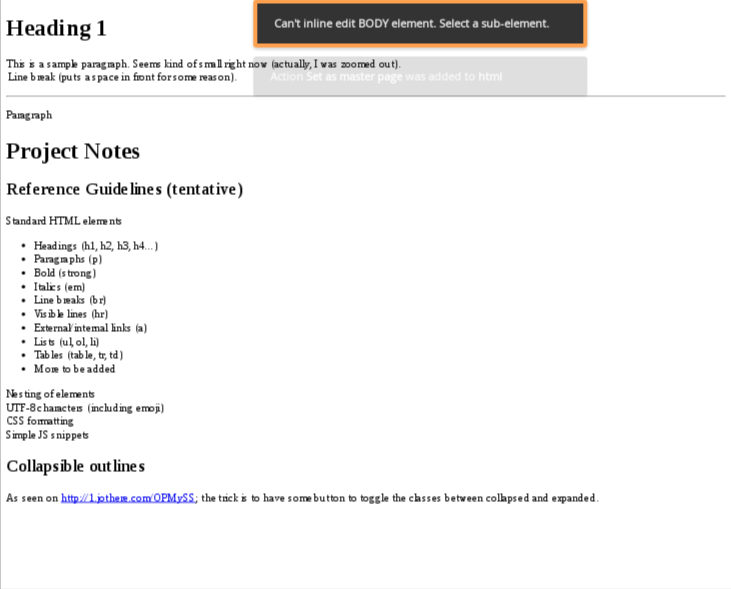 Heading 1
Can't inline edit BODY element. Select a sub-element.
This is a sample paragraph. Seems kind of small right now (actually, I was zoomed out).
Line break (puts a space in front for some reason).
Action Set as master page was added to html
Paragraph
Project Notes
Reference Guidelines (tentative)
Standard HTML elements
• Headings (h1, h2, h3, h4...)
• Paragraphs (p)
• Bold (strong)
• Italics (em)
• Line breaks (br)
• Visible lines (hr)
• External/internal links (a)
• Lists (ul, ol, li)
• Tables (table, tr, td)
• More to be added
Nesting of elements
UTF-8 characters (including emoji)
CSS formatting
Simple JS snippets
Collapsible outlines
As seen on http://1.jothere.com/OPMySS; the trick is to have some button to toggle the classes between collapsed and expanded.